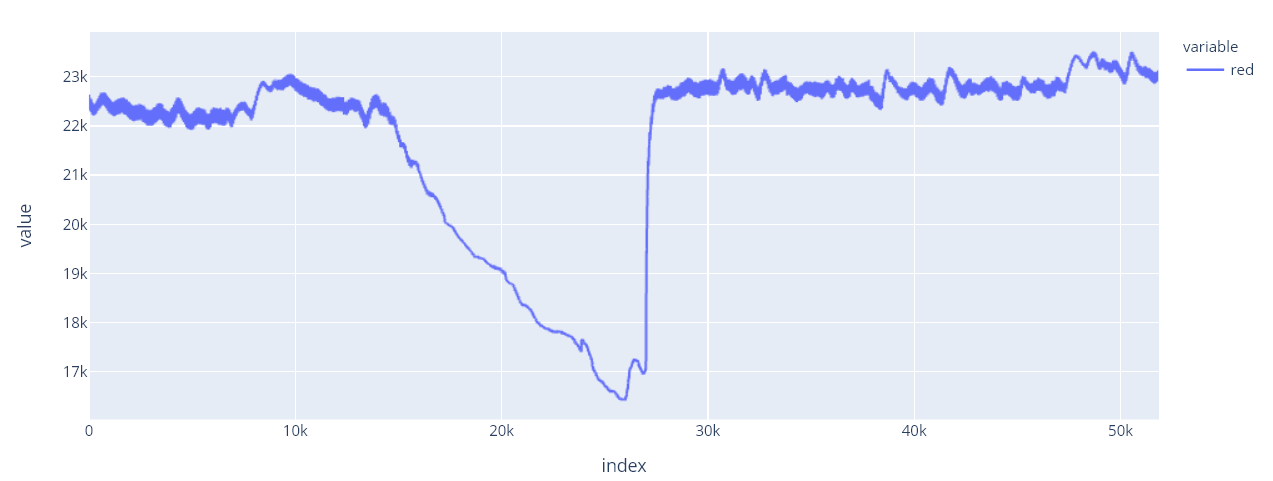 variable
red
value
23k
22k
21k
20k
19k
18k
17k
0 10k 20k 30k 40k 50k
index